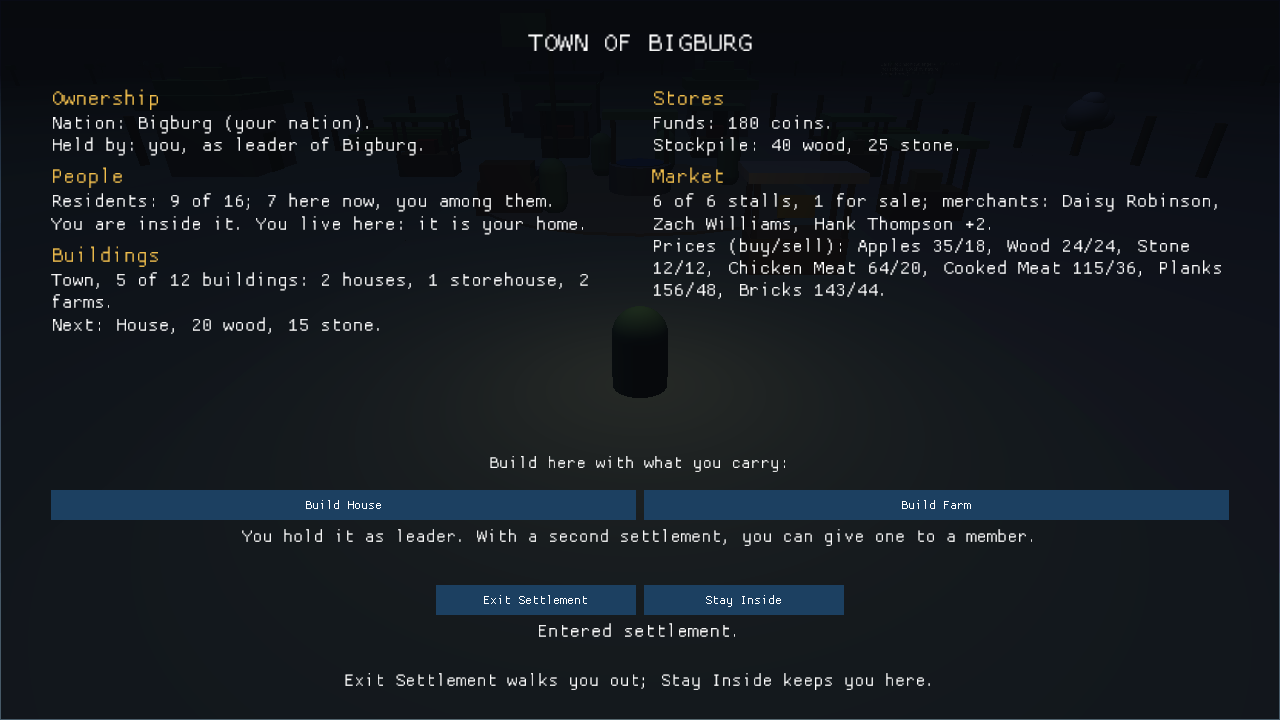 TOWN OF BIGBURG
Ownership
Nation: Bigburg (your nation).
Held by: you, as leader of Bigburg.
People
Residents: 9 of 16; 7 here now, you among them.
You are inside it. You live here: it is your home.
Buildings
Town, 5 of 12 buildings: 2 houses, 1 storehouse, 2
farms.
Next: House, 20 wood, 15 stone.
Stores
Funds: 180 coins.
Stockpile: 40 wood, 25 stone.
Market
6 of 6 stalls, 1 for sale; merchants: Daisy Robinson,
Zach Williams, Hank Thompson +2.
Prices (buy/sell): Apples 35/18, Wood 24/24, Stone
12/12, Chicken Meat 64/20, Cooked Meat 115/36, Planks
156/48, Bricks 143/44.
Build here with what you carry:
Build House
Build Farm
You hold it as leader. With a second settlement, you can give one to a member.
Exit Settlement
Stay Inside
Entered settlement.
Exit Settlement walks you out; Stay Inside keeps you here.